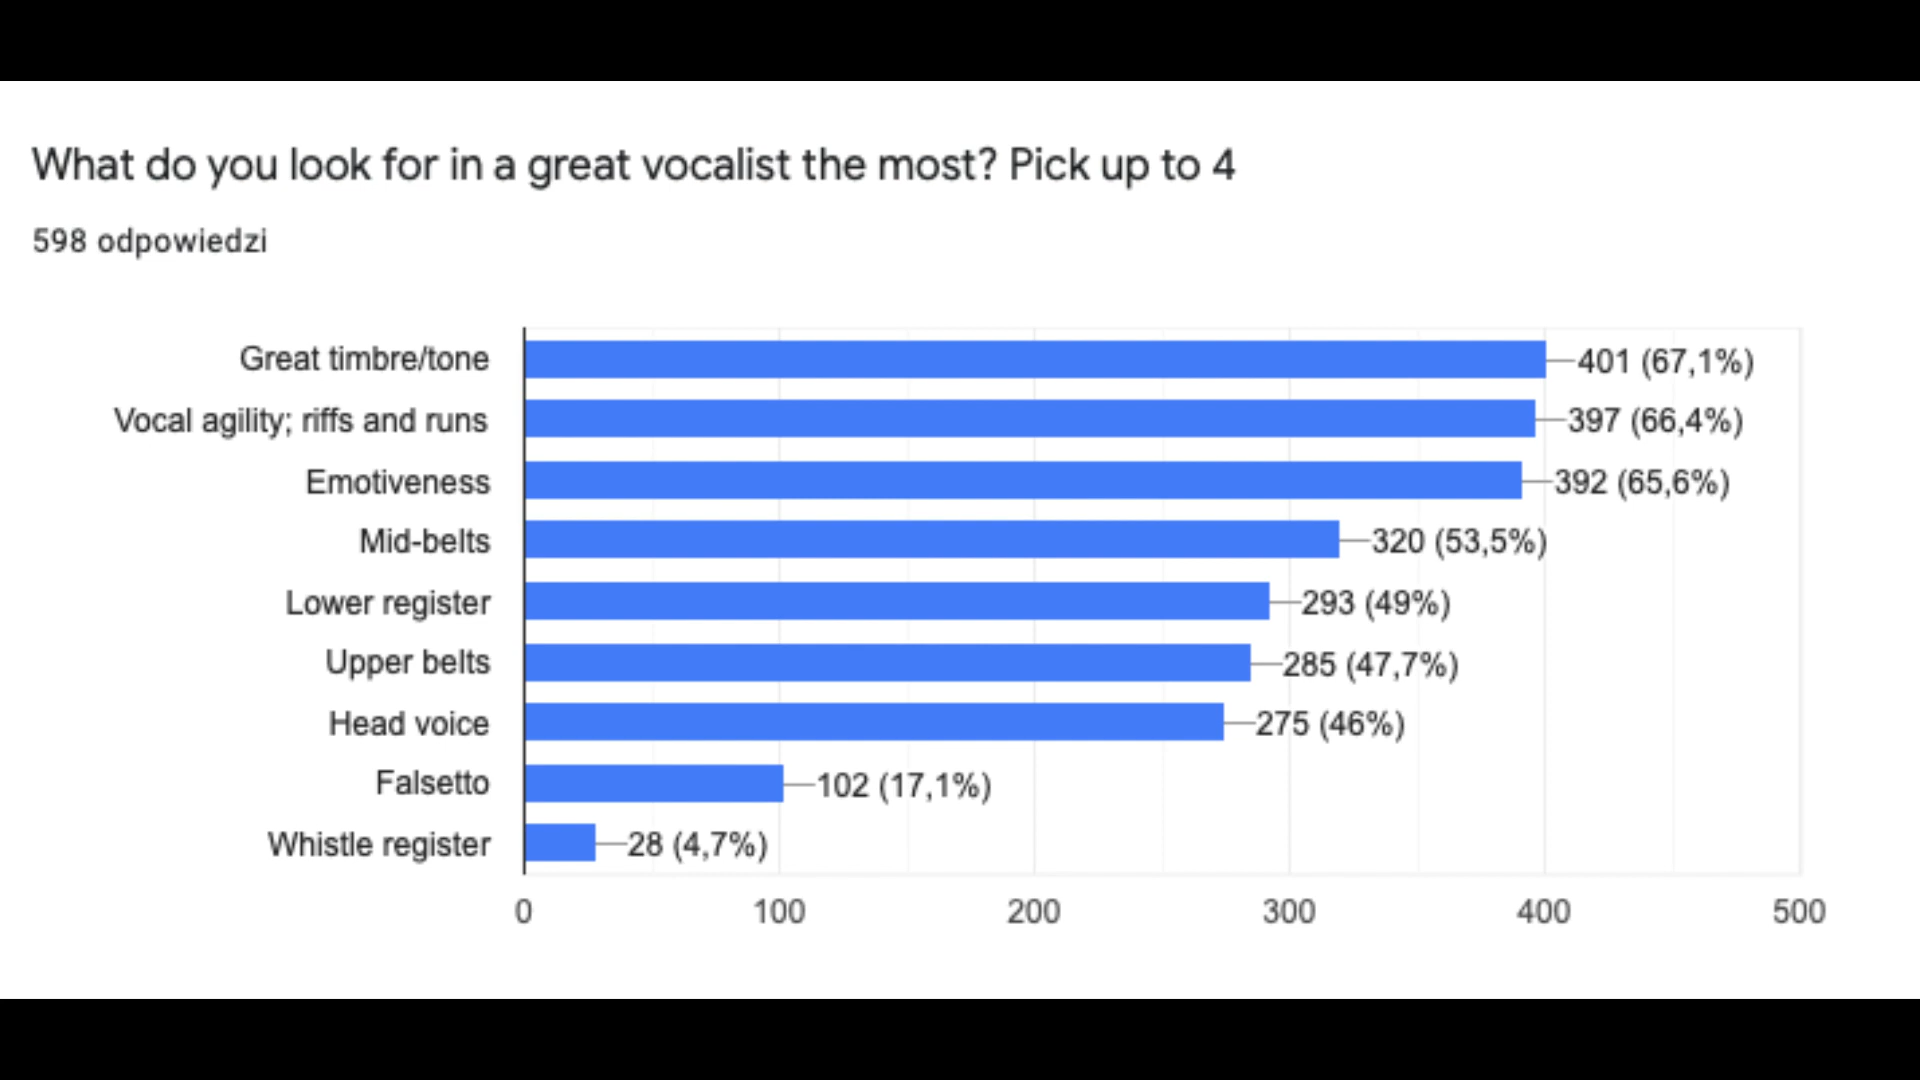 What do you look for in a great vocalist the most? Pick up to 4
598 odpowiedzi
Great timbre/tone 401 (67,1%)
Vocal agility; riffs and runs 397 (66,4%)
Emotiveness 392 (65,6%)
Mid-belts 320 (53,5%)
Lower register 293 (49%)
Upper belts 285 (47,7%)
Head voice 275 (46%)
Falsetto 102 (17,1%)
Whistle register 28 (4,7%)
0 100 200 300 400 500